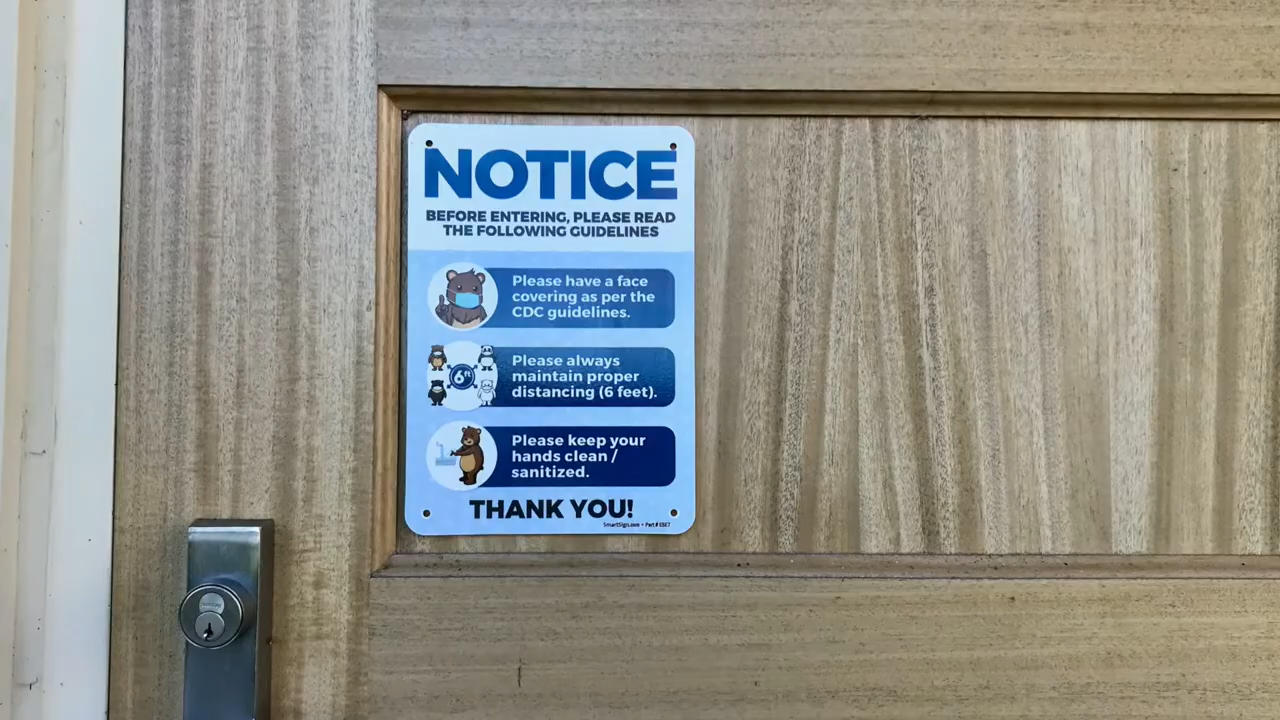 NOTICE
BEFORE ENTERING, PLEASE READ
THE FOLLOWING GUIDELINES
Please have a face
covering as per the
CDC guidelines.
6ft
Please always
maintain proper
distancing (6 feet).
Please keep your
hands clean /
sanitized.
THANK YOU!
SmartSign.com • Part #